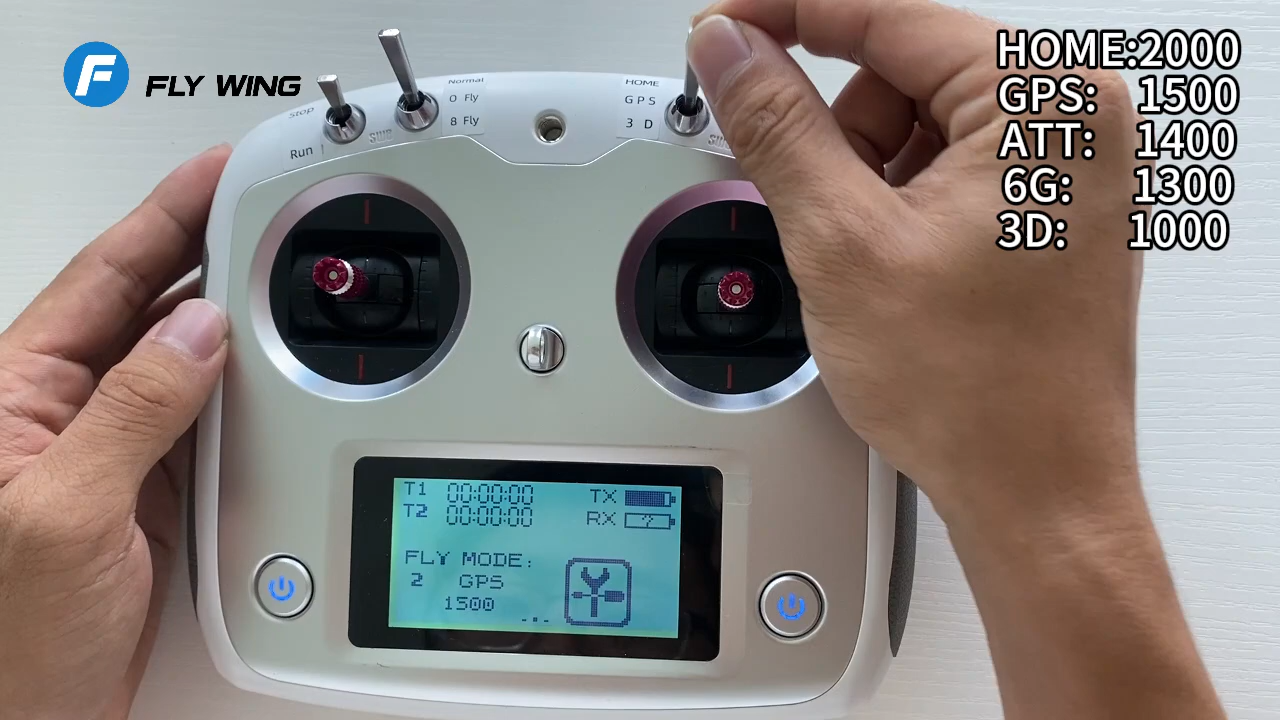 F
FLY WING
HOME:2000
GPS: 1500
ATT: 1400
6G: 1300
3D: 1000
Stop
Run
SWB
Normal
0 Fly
8 Fly
HOME
GPS
3 D
T1 00:00:00
T2 00:00:00
TX
RX ?
FLY MODE:
2 GPS
1500
...